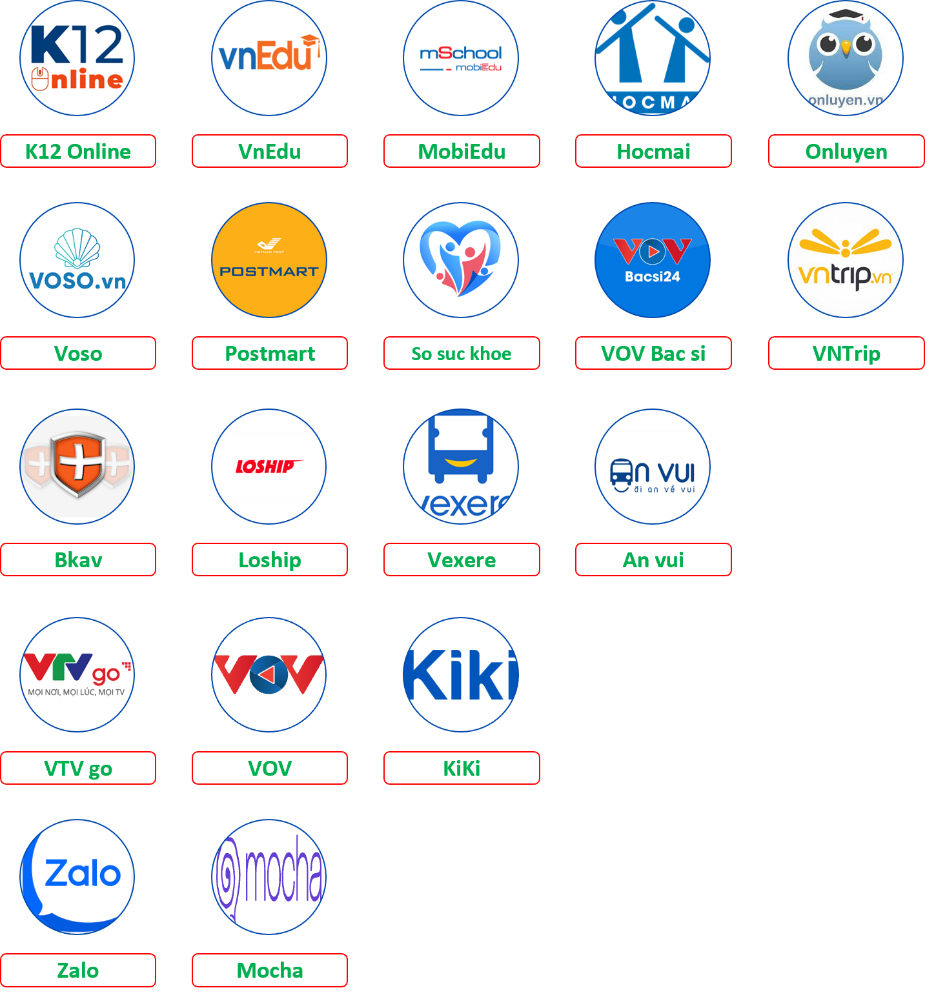 K12
Online
vnEdu
mSchool
mobiEdu
HOCMA
onluyen.vn
K12 Online
VnEdu
MobiEdu
Hocmai
Onluyen
VOSO.vn
POSTMART
VOV
Bacsi24
vntrip.vn
Voso
Postmart
So suc khoe
VOV Bac si
VNTrip
LOSHIP
vexere
AN VUI
đi an về vui
Bkav
Loship
Vexere
An vui
VTV go
MỌI NƠI, MỌI LÚC, MỌI TV
VOV
Kiki
VTV go
VOV
KiKi
Zalo
mocha
Zalo
Mocha